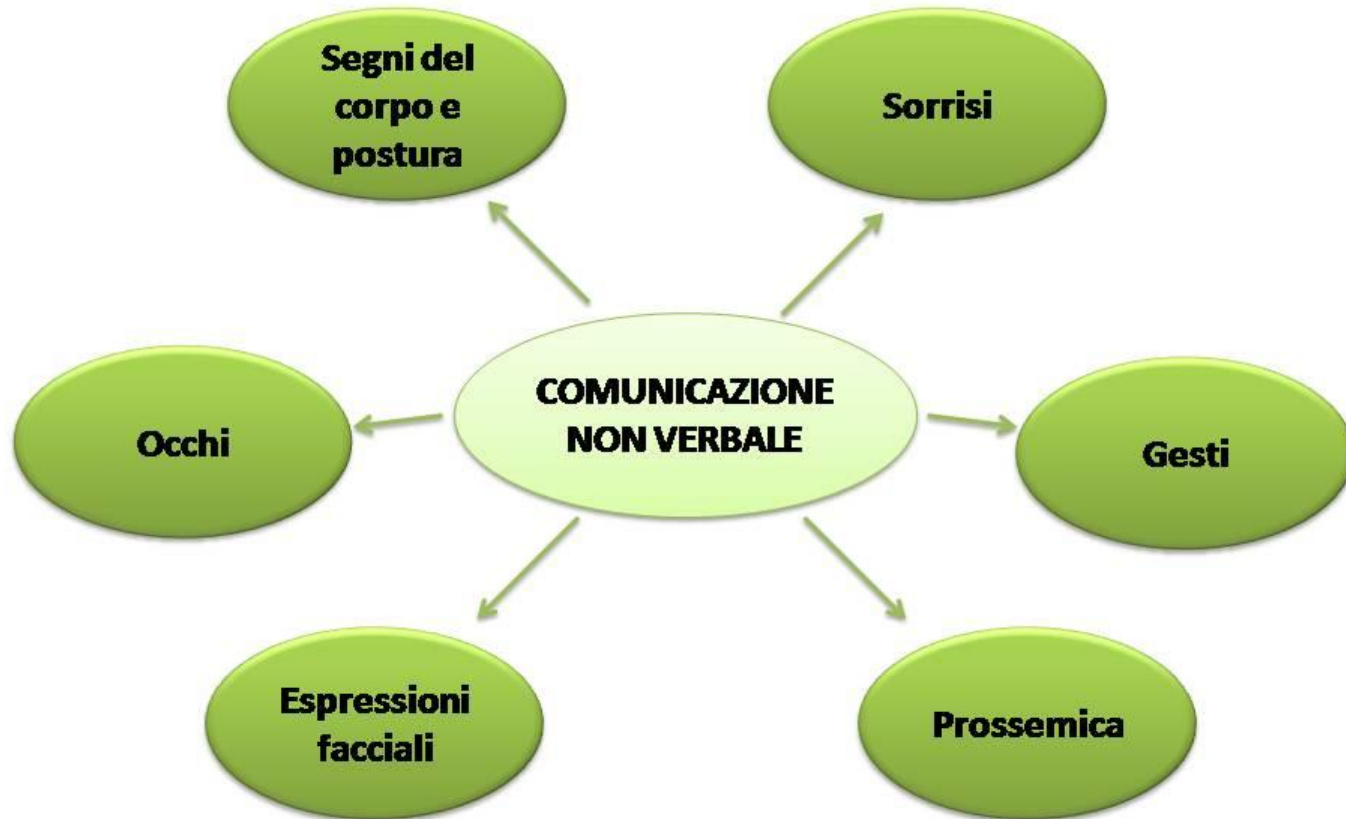 Segni del
corpo e
postura
Sorrisi
COMUNICAZIONE
NON VERBALE
Occhi
Gesti
Espressioni
facciali
Prossemica